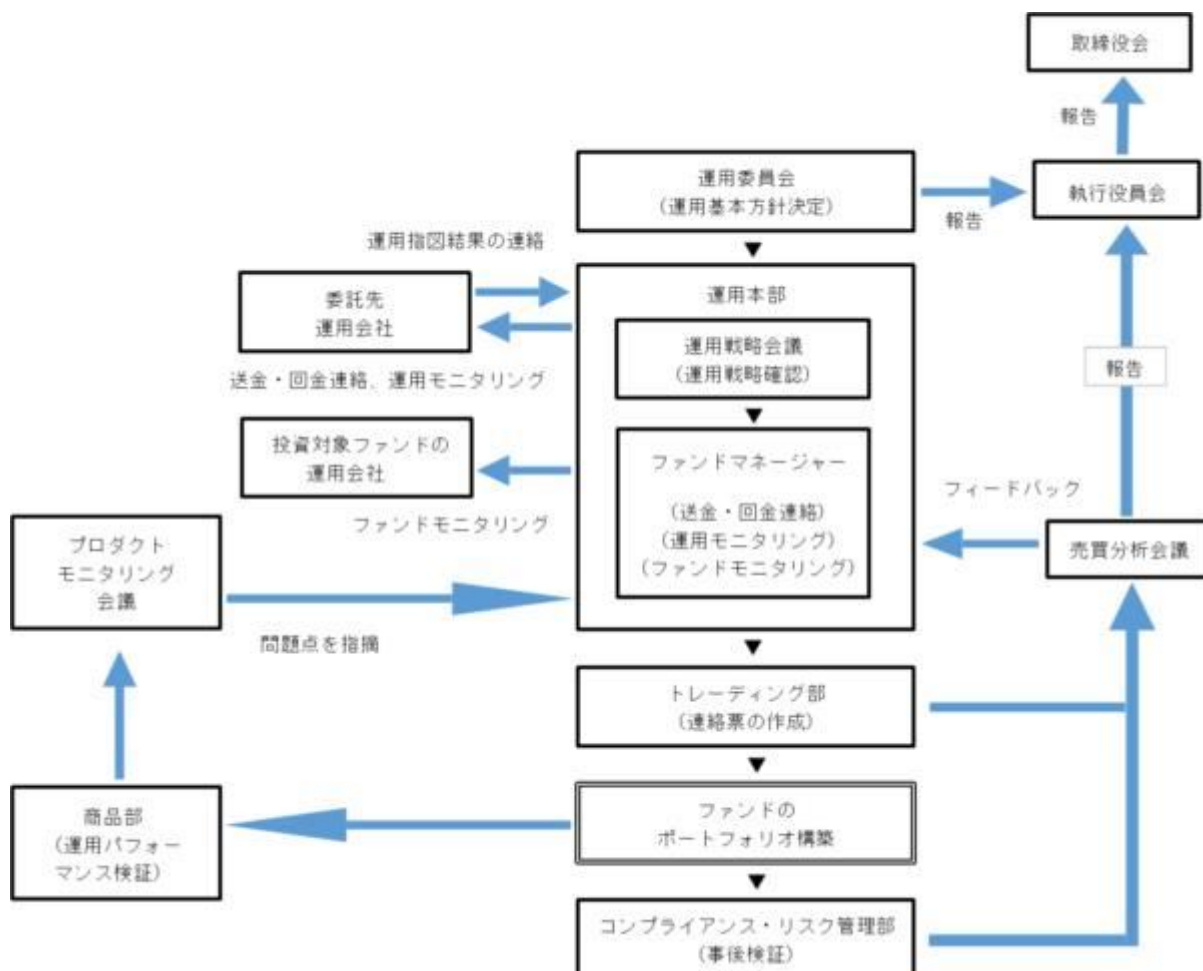 取締役会
報告
運用委員会
（運用基本方針決定）
報告
執行役員会
運用指図結果の連絡
委託先
運用会社
送金・回金連絡、運用モニタリング
運用本部
運用戦略会議
（運用戦略確認）
報告
投資対象ファンドの
運用会社
ファンドモニタリング
ファンドマネージャー
（送金・回金連絡）
（運用モニタリング）
（ファンドモニタリング）
フィードバック
売買分析会議
プロダクト
モニタリング
会議
問題点を指摘
トレーディング部
（連絡票の作成）
商品部
（運用パフォー
マンス検証）
ファンドの
ポートフォリオ構築
コンプライアンス・リスク管理部
（事後検証）